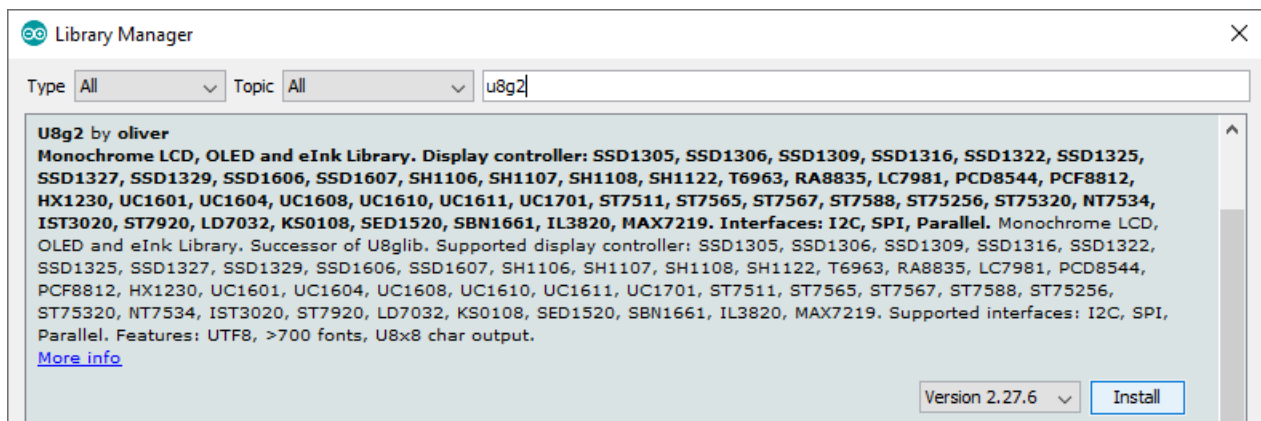 Library Manager
Type All Topic All u8g2
U8g2 by oliver
Monochrome LCD, OLED and eInk Library. Display controller: SSD1305, SSD1306, SSD1309, SSD1316, SSD1322, SSD1325,
SSD1327, SSD1329, SSD1606, SSD1607, SH1106, SH1107, SH1108, SH1122, T6963, RA8835, LC7981, PCD8544, PCF8812,
HX1230, UC1601, UC1604, UC1608, UC1610, UC1611, UC1701, ST7511, ST7565, ST7567, ST7588, ST75256, ST75320, NT7534,
IST3020, ST7920, LD7032, KS0108, SED1520, SBN1661, IL3820, MAX7219. Interfaces: I2C, SPI, Parallel. Monochrome LCD,
OLED and eInk Library. Successor of U8glib. Supported display controller: SSD1305, SSD1306, SSD1309, SSD1316, SSD1322,
SSD1325, SSD1327, SSD1329, SSD1606, SSD1607, SH1106, SH1107, SH1108, SH1122, T6963, RA8835, LC7981, PCD8544,
PCF8812, HX1230, UC1601, UC1604, UC1608, UC1610, UC1611, UC1701, ST7511, ST7565, ST7567, ST7588, ST75256,
ST75320, NT7534, IST3020, ST7920, LD7032, KS0108, SED1520, SBN1661, IL3820, MAX7219. Supported interfaces: I2C, SPI,
Parallel. Features: UTF8, >700 fonts, U8x8 char output.
More info
Version 2.27.6 Install